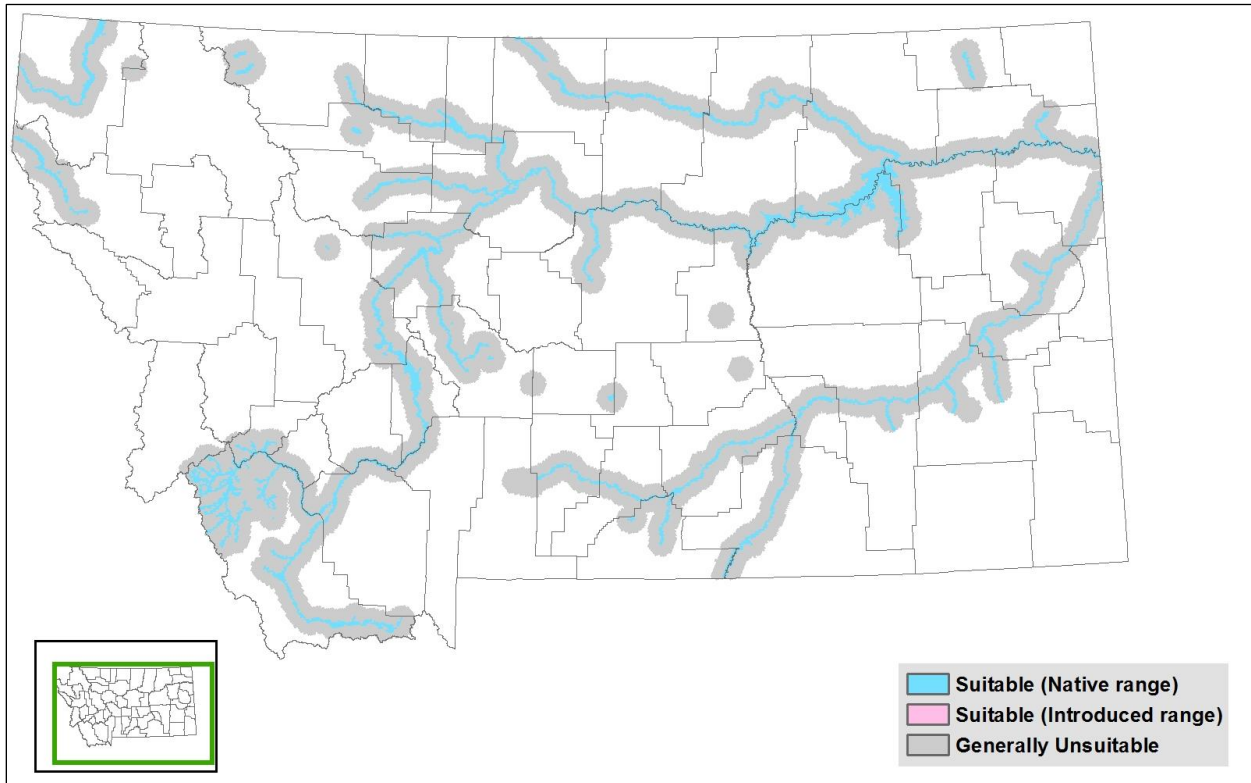 Suitable (Native range)
Suitable (Introduced range)
Generally Unsuitable